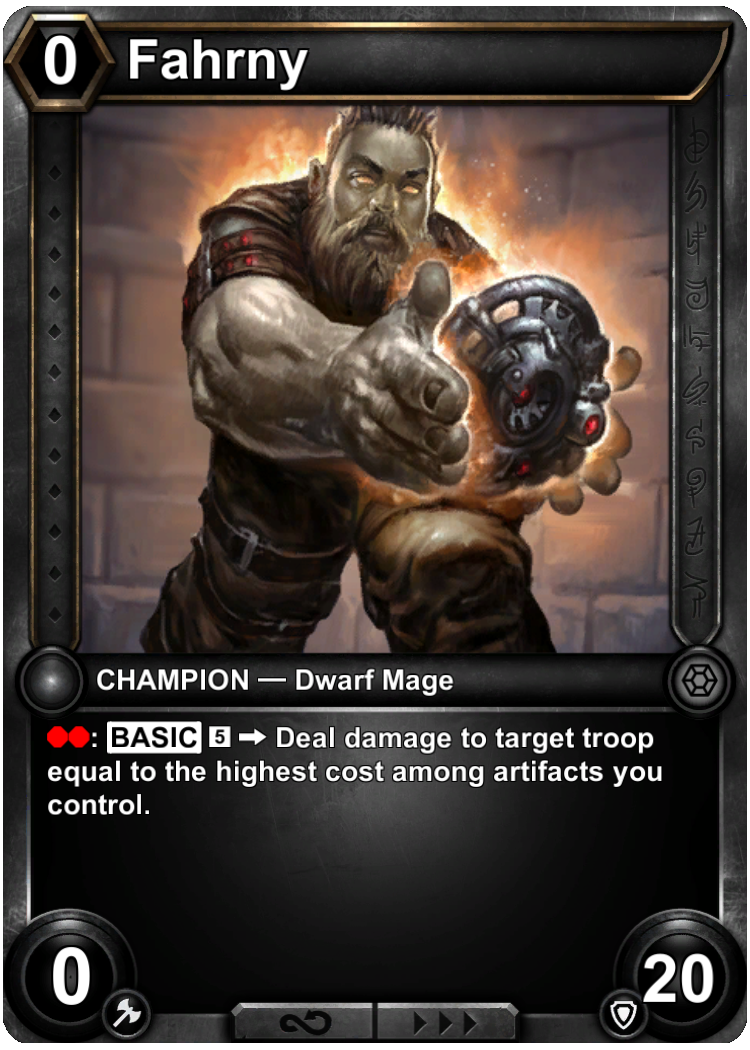 0 Fahrny
CHAMPION — Dwarf Mage
: BASIC 5 → Deal damage to target troop
equal to the highest cost among artifacts you
control.
0 20